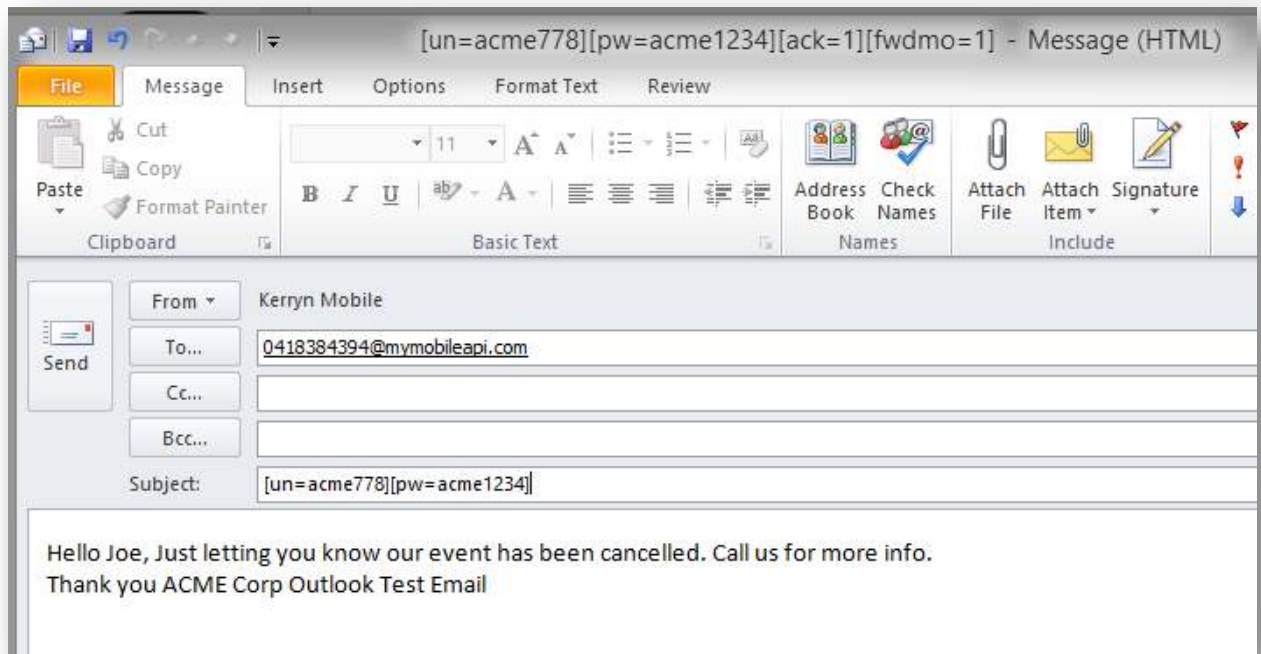 [un=acme778][pw=acme1234][ack=1][fwdmo=1] - Message (HTML)
File Message Insert Options Format Text Review
Paste
Cut
Copy
Format Painter
Clipboard
11
Basic Text
Address Book
Check Names
Names
Attach File
Attach Item
Signature
Include
Send
From Kerryn Mobile
To... 0418384394@mymobileapi.com
Cc...
Bcc...
Subject: [un=acme778][pw=acme1234]
Hello Joe, Just letting you know our event has been cancelled. Call us for more info.
Thank you ACME Corp Outlook Test Email